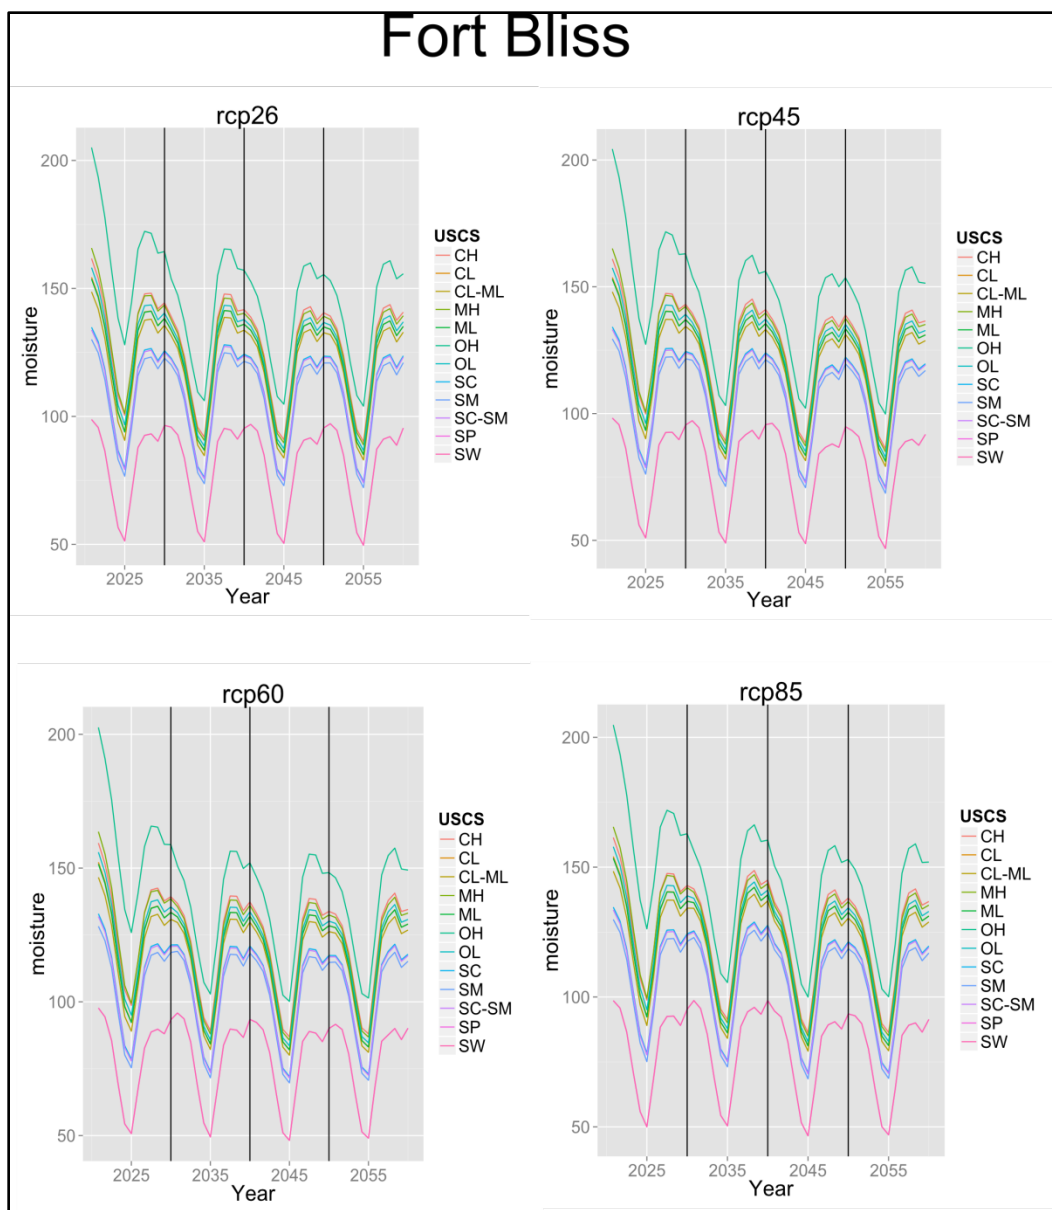 Fort Bliss
rcp26
200
150
100
50
moisture
2025 2035 2045 2055
Year
USCS
CH
CL
CL-ML
MH
ML
OH
OL
SC
SM
SC-SM
SP
SW
rcp45
200
150
100
50
moisture
2025 2035 2045 2055
Year
USCS
CH
CL
CL-ML
MH
ML
OH
OL
SC
SM
SC-SM
SP
SW
rcp60
200
150
100
50
moisture
2025 2035 2045 2055
Year
USCS
CH
CL
CL-ML
MH
ML
OH
OL
SC
SM
SC-SM
SP
SW
rcp85
200
150
100
50
moisture
2025 2035 2045 2055
Year
USCS
CH
CL
CL-ML
MH
ML
OH
OL
SC
SM
SC-SM
SP
SW